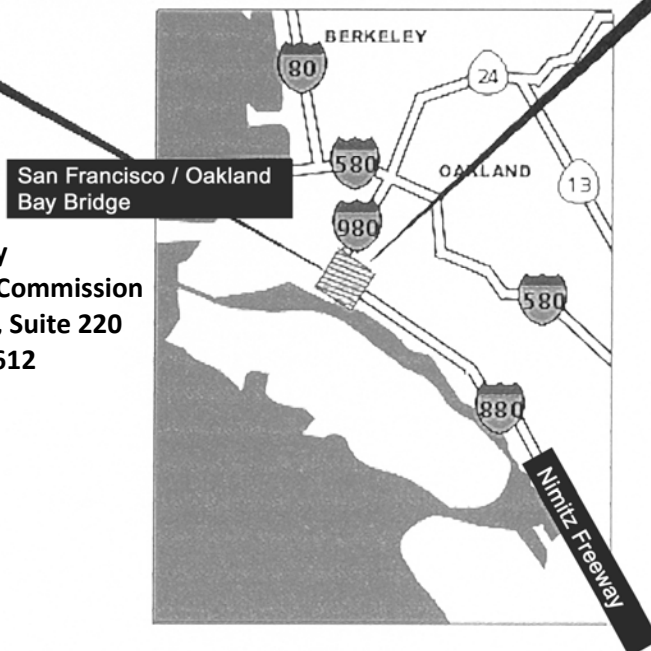 BERKELEY
80
24
580
OAKLAND
San Francisco / Oakland
Bay Bridge
13
980
Commission
, Suite 220
580
880
Nimitz Freeway